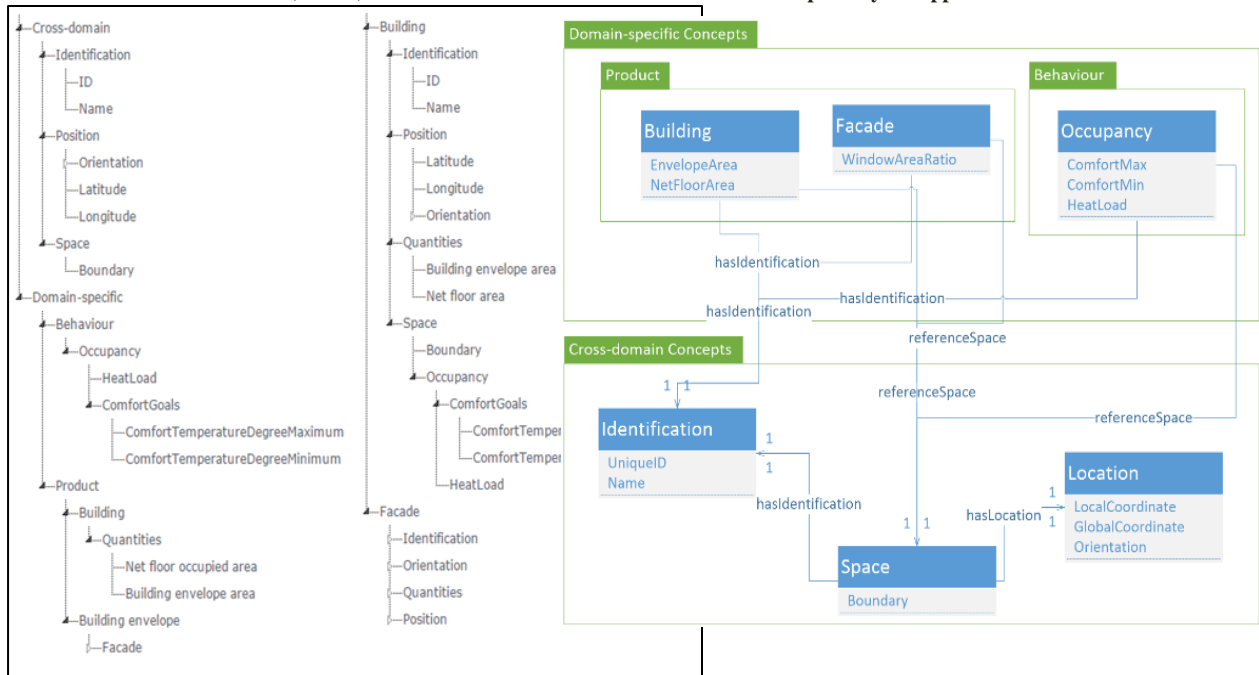 Cross-domain
Identification
ID
Name
Position
Orientation
Latitude
Longitude
Space
Boundary
Domain-specific
Behaviour
Occupancy
HeatLoad
ComfortGoals
ComfortTemperatureDegreeMaximum
ComfortTemperatureDegreeMinimum
Product
Building
Quantities
Net floor occupied area
Building envelope area
Building envelope
Facade
Building
Identification
ID
Name
Position
Latitude
Longitude
Orientation
Quantities
Building envelope area
Net floor area
Space
Boundary
Occupancy
ComfortGoals
ComfortTemper
ComfortTemper
HeatLoad
Facade
Identification
Orientation
Quantities
Position
Domain-specific Concepts
Product
Behaviour
Building
EnvelopeArea
NetFloorArea
Facade
WindowAreaRatio
Occupancy
ComfortMax
ComfortMin
HeatLoad
hasIdentification
hasIdentification
hasIdentification
referenceSpace
Cross-domain Concepts
1 1
referenceSpace
referenceSpace
Identification
UniqueID
Name
1
1
hasIdentification
1 1
hasLocation
1
1
Location
LocalCoordinate
GlobalCoordinate
Orientation
Space
Boundary